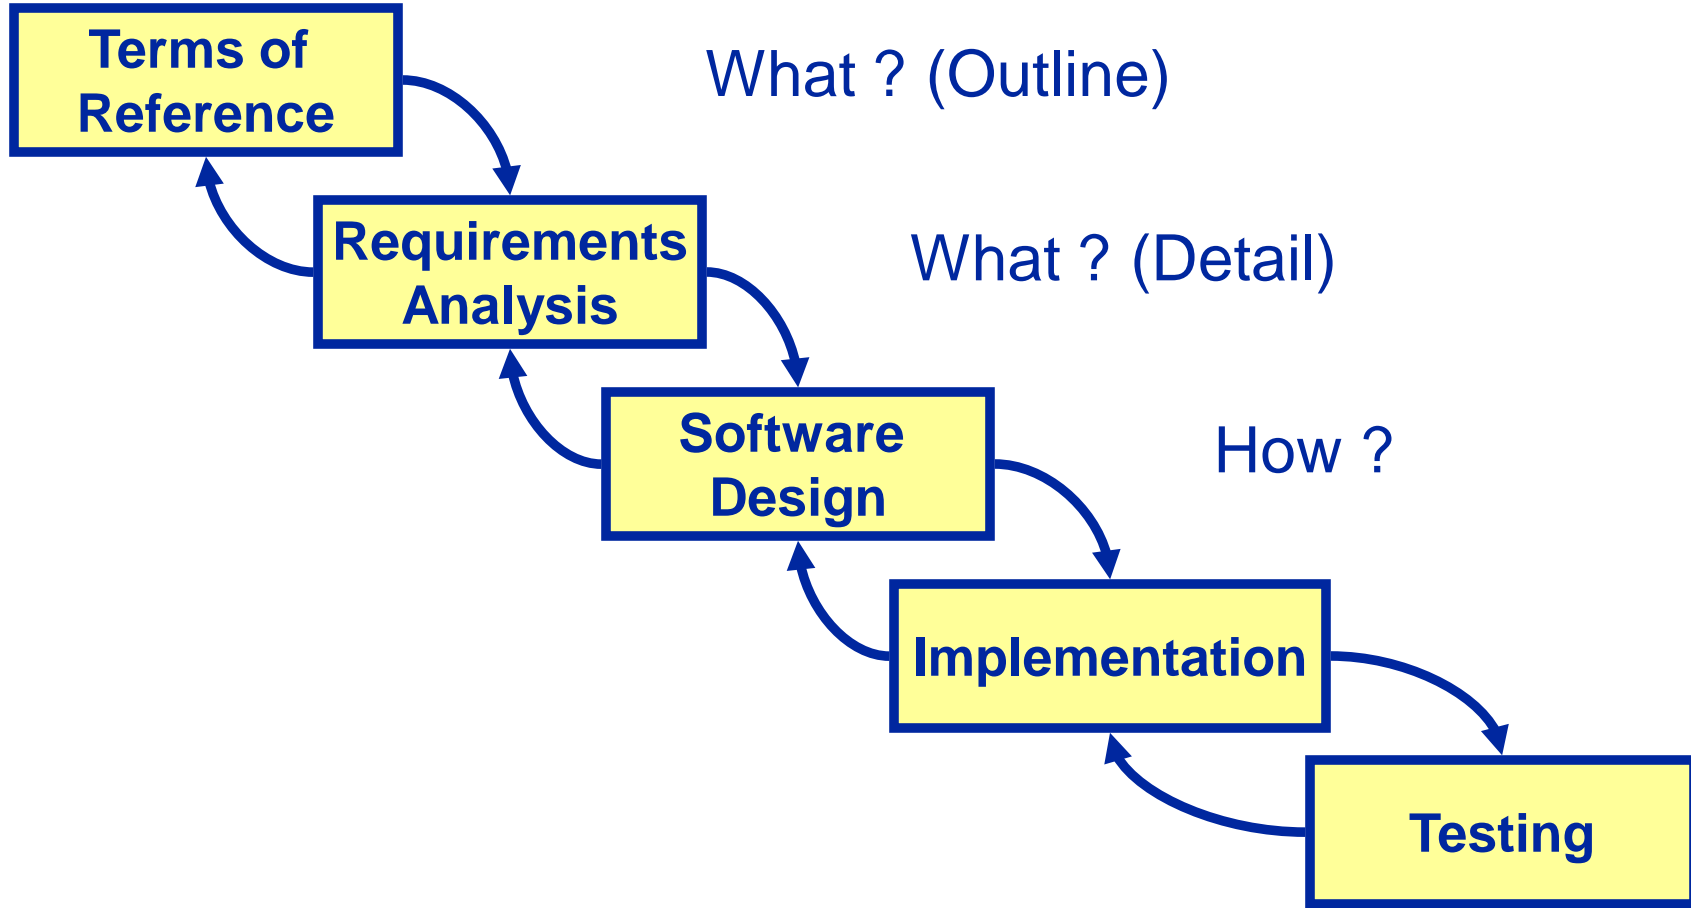 Terms of
Reference
What ? (Outline)
Requirements
Analysis
What ? (Detail)
Software
Design
How ?
Implementation
Testing